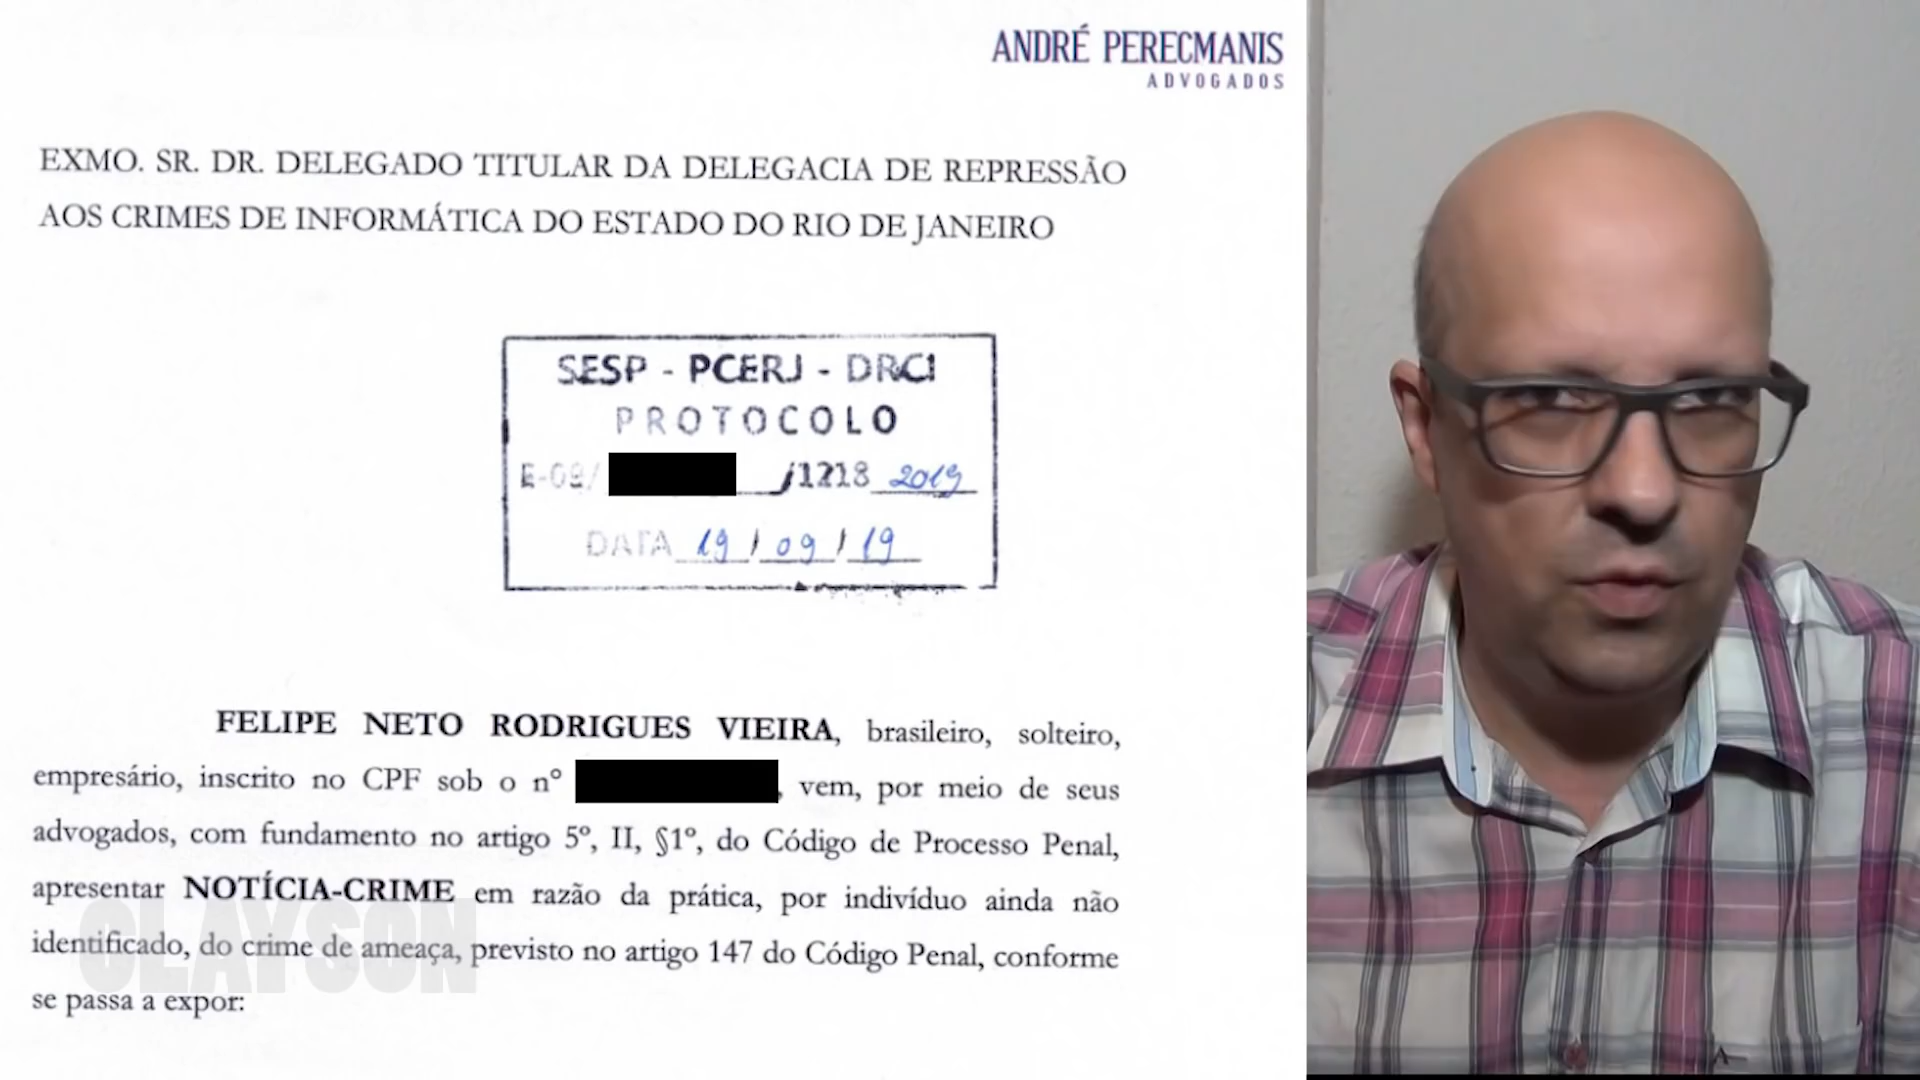 ANDRÉ PERECMANIS
ADVOGADOS
EXMO. SR. DR. DELEGADO TITULAR DA DELEGACIA DE REPRESSÃO
AOS CRIMES DE INFORMÁTICA DO ESTADO DO RIO DE JANEIRO
SESP - PCERJ - DRCI
PROTOCOLO
E-09/ /1218 2019
DATA 19/09/19
FELIPE NETO RODRIGUES VIEIRA, brasileiro, solteiro,
empresário, inscrito no CPF sob o nº , vem, por meio de seus
advogados, com fundamento no artigo 5º, II, §1º, do Código de Processo Penal,
apresentar NOTÍCIA-CRIME em razão da prática, por indivíduo ainda não
identificado, do crime de ameaça, previsto no artigo 147 do Código Penal, conforme
se passa a expor:
CLAYSON